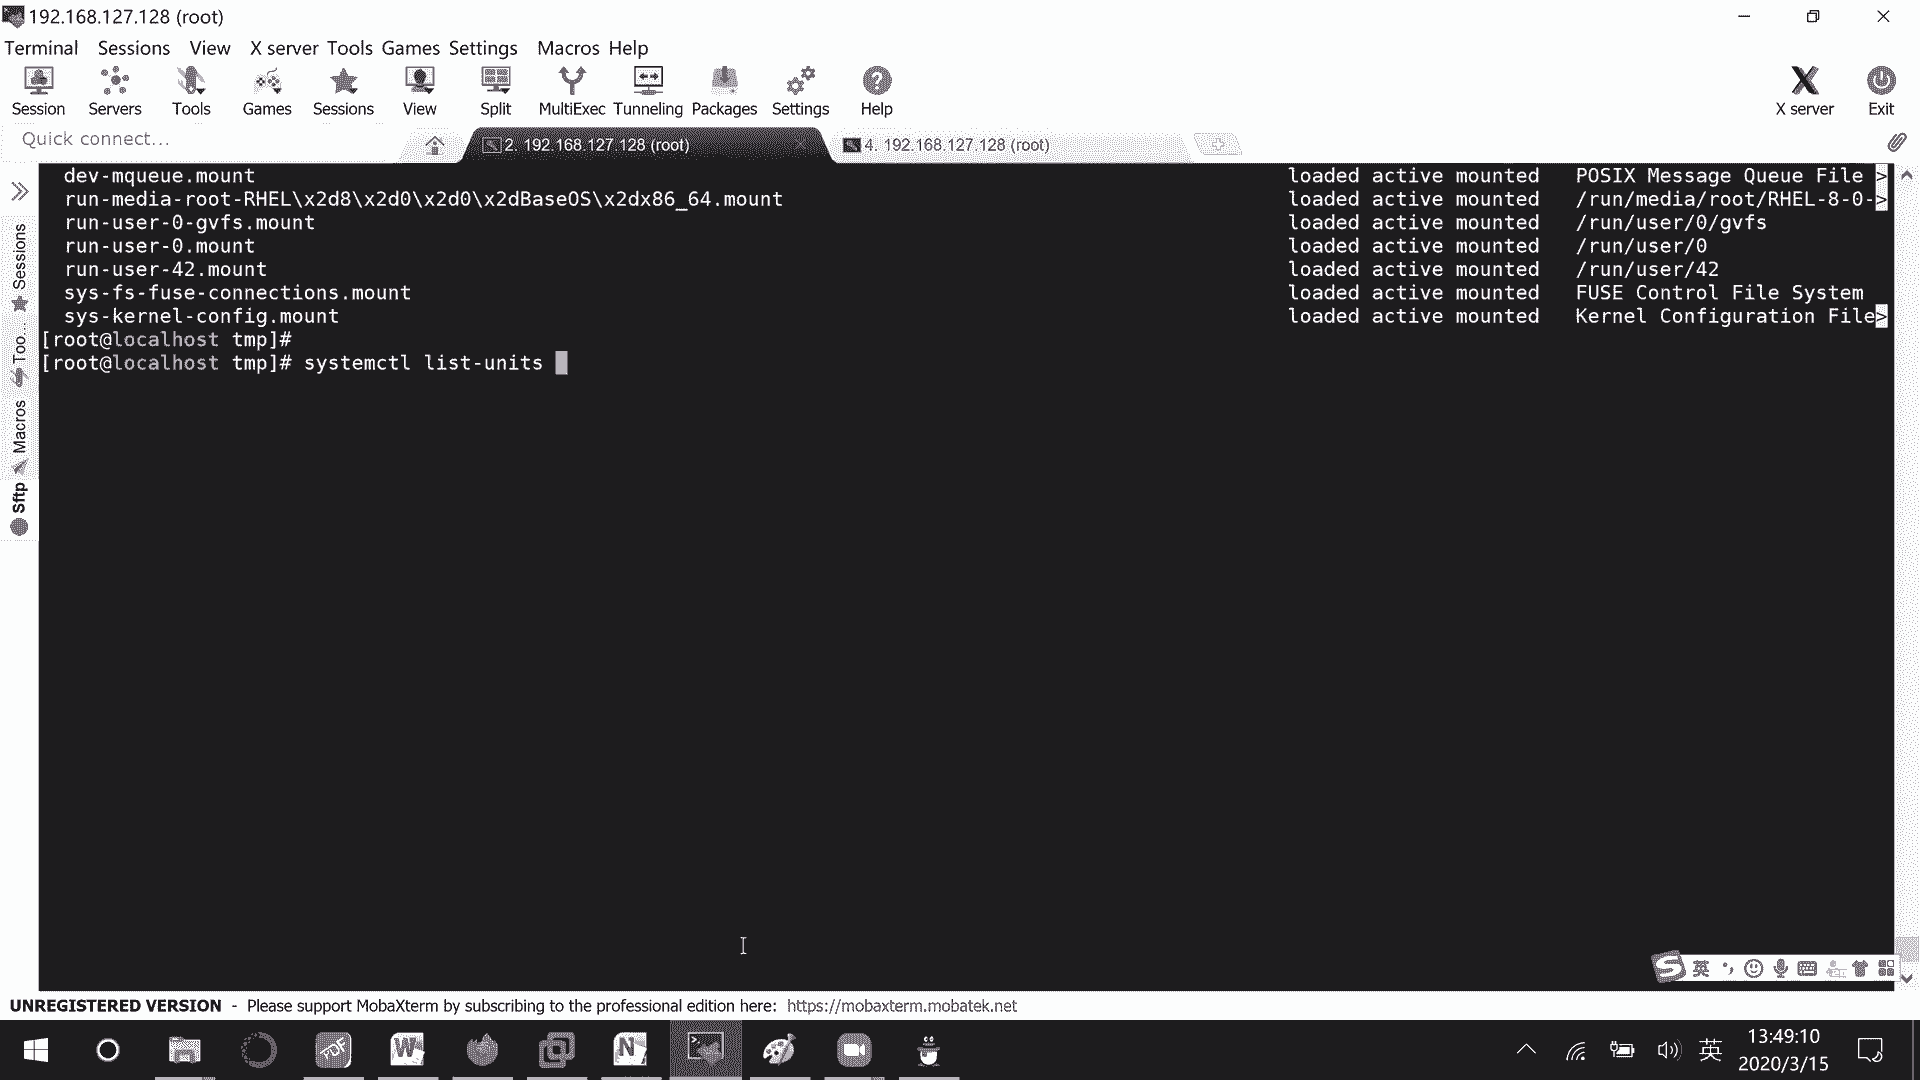 192.168.127.128 (root)
Terminal Sessions View X server Tools Games Settings Macros Help
Session Servers Tools Games Sessions View Split MultiExec Tunneling Packages Settings Help X server Exit
Quick connect...
2. 192.168.127.128 (root)
4. 192.168.127.128 (root)
Sessions
Too...
Macros
Sftp
dev-mqueue.mount loaded active mounted POSIX Message Queue File >
run-media-root-RHEL\x2d8\x2d0\x2d0\x2dBaseOS\x2dx86_64.mount loaded active mounted /run/media/root/RHEL-8-0->
run-user-0-gvfs.mount loaded active mounted /run/user/0/gvfs
run-user-0.mount loaded active mounted /run/user/0
run-user-42.mount loaded active mounted /run/user/42
sys-fs-fuse-connections.mount loaded active mounted FUSE Control File System
sys-kernel-config.mount loaded active mounted Kernel Configuration File>
[root@localhost tmp]#
[root@localhost tmp]# systemctl list-units
英
UNREGISTERED VERSION - Please support MobaXterm by subscribing to the professional edition here: https://mobaxterm.mobatek.net
英
13:49:10
2020/3/15